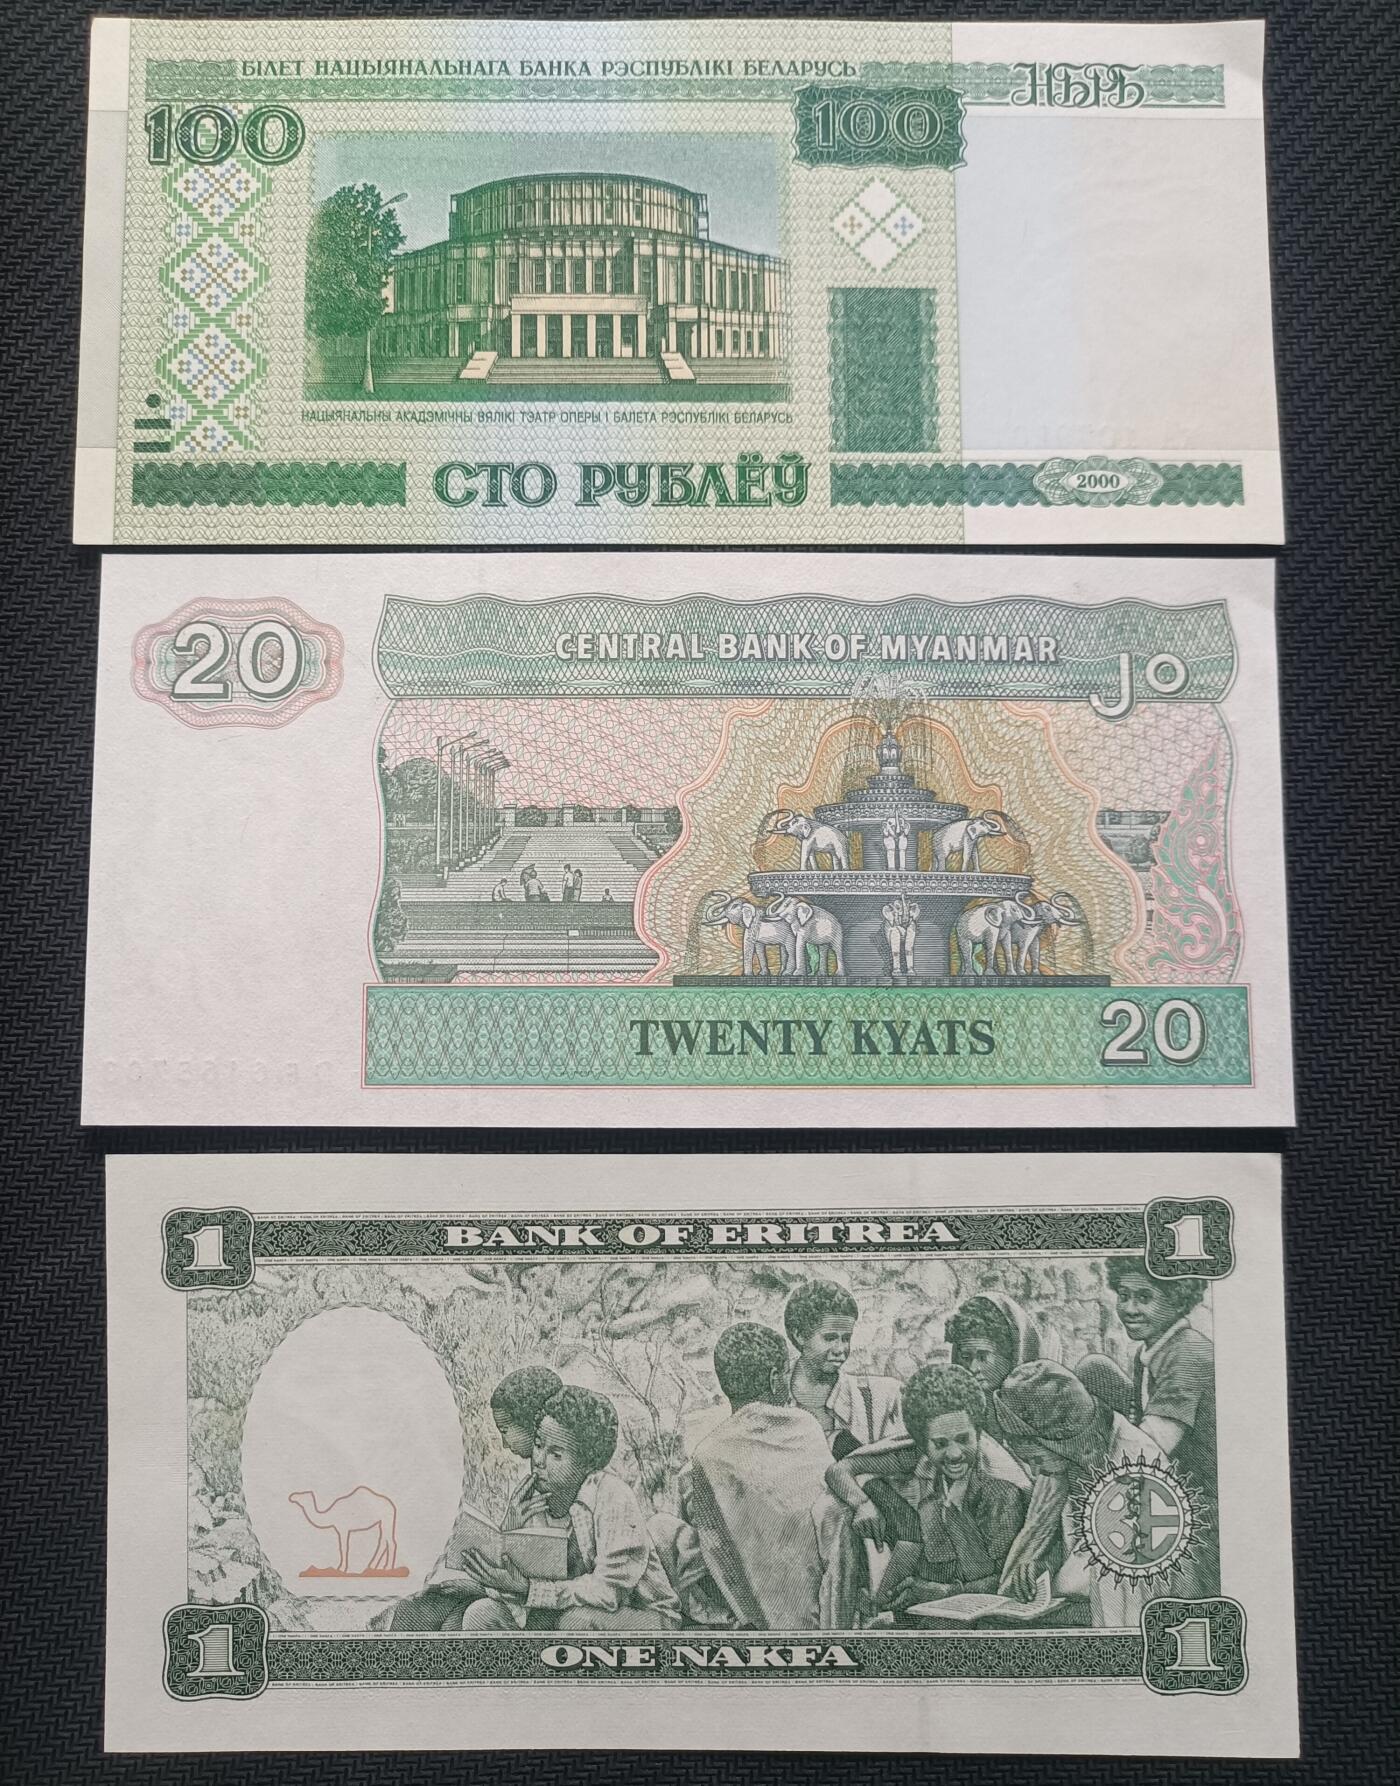 БІЛЕТ НАЦЫЯНАЛЬНАГА БАНКА РЭСПУБЛІКІ БЕЛАРУСЬ
НБРБ
100
100
НАЦЫЯНАЛЬНЫ АКАДЭМІЧНЫ ВЯЛІКІ ТЭАТР ОПЕРЫ І БАЛЕТА РЭСПУБЛІКІ БЕЛАРУСЬ
СТО РУБЛЁЎ
2000
20
CENTRAL BANK OF MYANMAR
၂၀
TWENTY KYATS
20
1
BANK OF ERITREA
1
1
ONE NAKFA
1